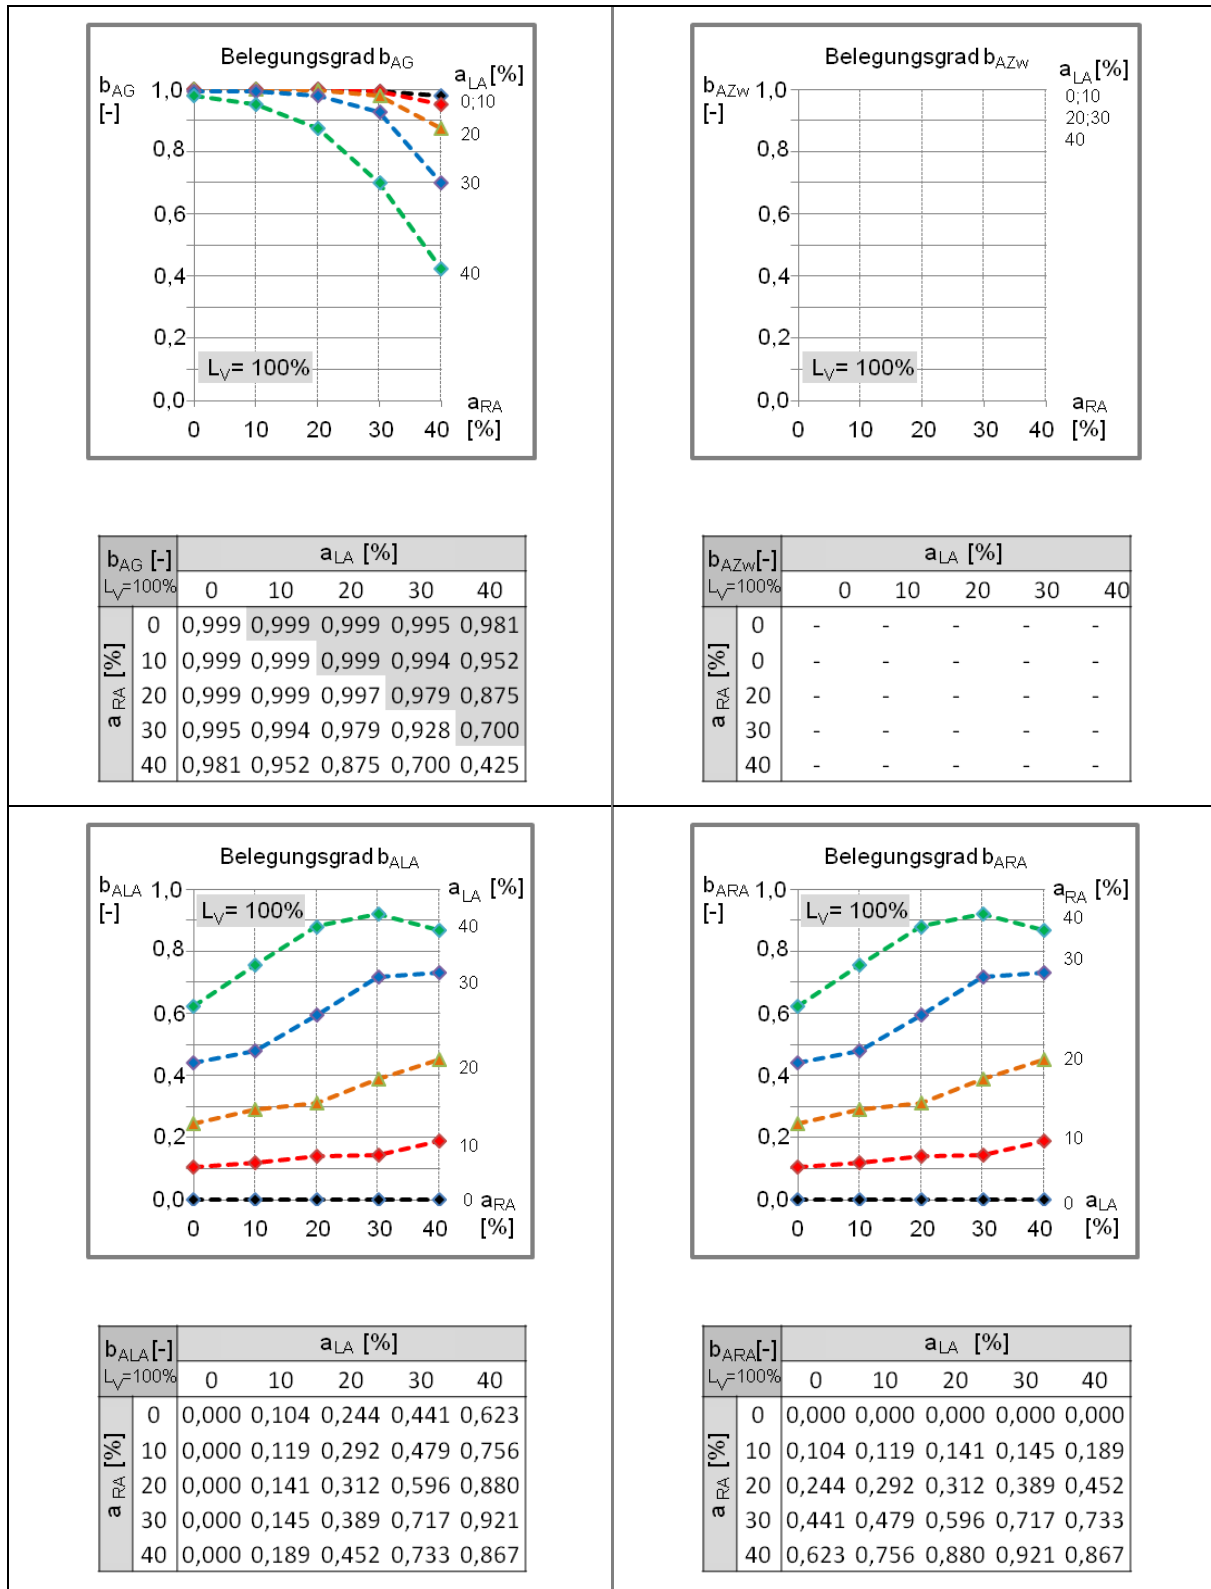 Belegungsgrad bAG
bAG
[-]
aLA [%]
1,0
0;10
20
0,8
30
0,6
0,4
40
0,2
LV= 100%
0,0
aRA
0 10 20 30 40 [%]
Belegungsgrad bAZw
bAZw
[-]
aLA[%]
1,0
0;10
20;30
40
0,8
0,6
0,4
0,2
LV= 100%
0,0
aRA
0 10 20 30 40 [%]
bAG [-] aLA [%]
LV=100% 0 10 20 30 40
aRA [%]
0 0,999 0,999 0,999 0,995 0,981
10 0,999 0,999 0,999 0,994 0,952
20 0,999 0,999 0,997 0,979 0,875
30 0,995 0,994 0,979 0,928 0,700
40 0,981 0,952 0,875 0,700 0,425
bAZw[-] aLA [%]
LV=100% 0 10 20 30 40
aRA [%]
0 - - - - -
0 - - - - -
20 - - - - -
30 - - - - -
40 - - - - -
Belegungsgrad bALA
bALA
[-]
1,0
LV= 100%
aLA [%]
40
0,8
30
0,6
0,4
20
0,2
10
0,0
0 aRA
0 10 20 30 40 [%]
Belegungsgrad bARA
bARA
[-]
1,0
LV= 100%
aRA [%]
40
30
0,8
0,6
20
0,4
0,2
10
0,0
0 aLA
0 10 20 30 40 [%]
bALA[-] aLA [%]
LV=100% 0 10 20 30 40
aRA [%]
0 0,000 0,104 0,244 0,441 0,623
10 0,000 0,119 0,292 0,479 0,756
20 0,000 0,141 0,312 0,596 0,880
30 0,000 0,145 0,389 0,717 0,921
40 0,000 0,189 0,452 0,733 0,867
bARA[-] aLA [%]
LV=100% 0 10 20 30 40
aRA [%]
0 0,000 0,000 0,000 0,000 0,000
10 0,104 0,119 0,141 0,145 0,189
20 0,244 0,292 0,312 0,389 0,452
30 0,441 0,479 0,596 0,717 0,733
40 0,623 0,756 0,880 0,921 0,867